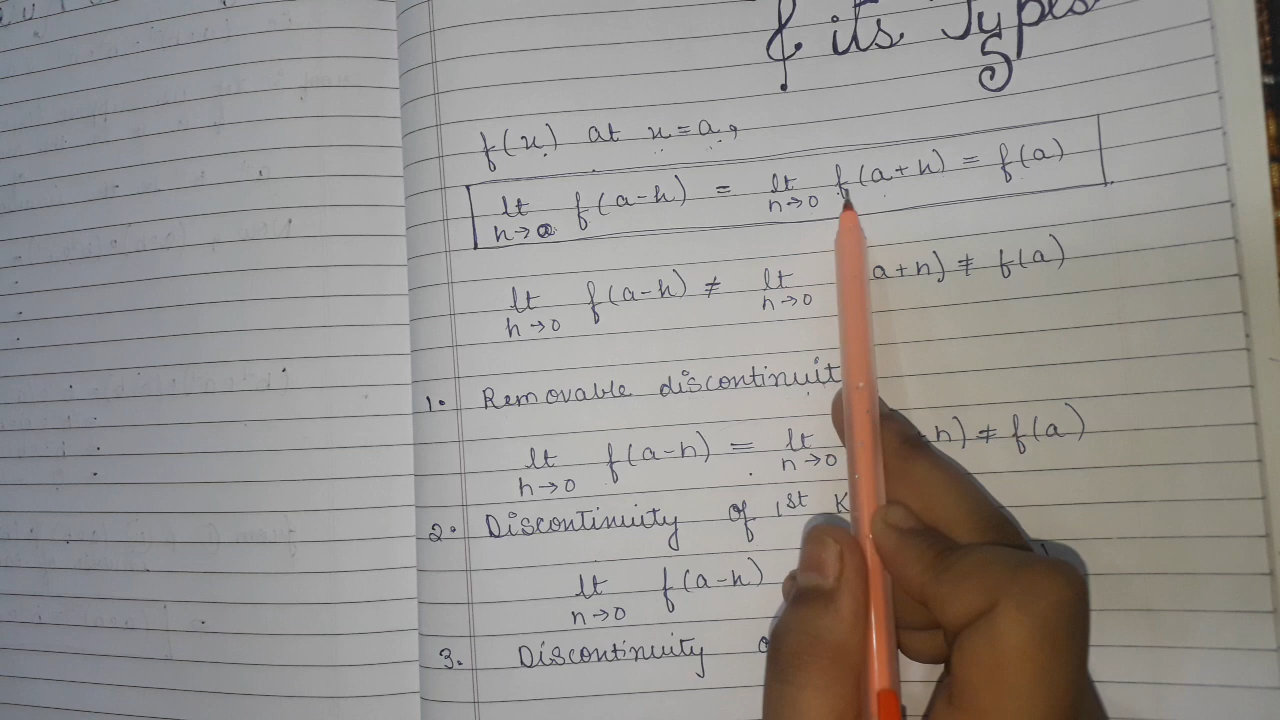 & its Types
f(x) at x=a,
lt h→0 f(a-h) = lt h→0 f(a+h) = f(a)
lt h→0 f(a-h) ≠ lt h→0 a+h) ≠ f(a)
1. Removable discontinuit
lt h→0 f(a-h) = lt h→0 h) ≠ f(a)
2. Discontinuity of 1st K
lt h→0 f(a-h)
3. Discontinuity